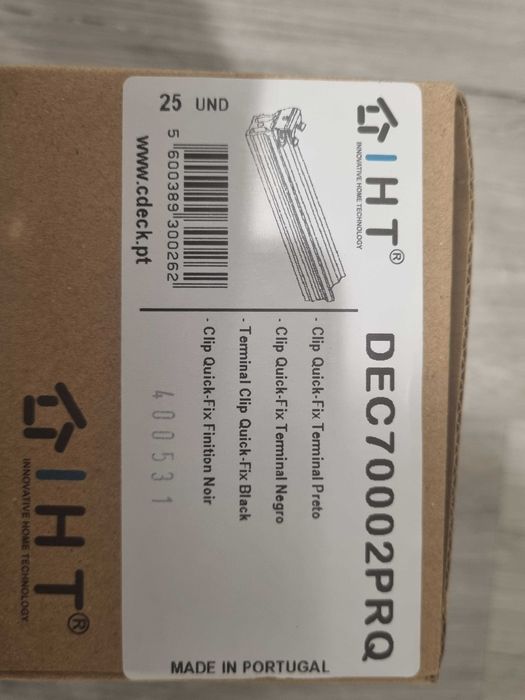 IHT®
INNOVATIVE HOME TECHNOLOGY
DEC70002PRQ
25 UND
5 600389 300262
www.cdeck.pt
· Clip Quick-Fix Terminal Preto
· Clip Quick-Fix Terminal Negro
· Terminal Clip Quick-Fix Black
· Clip Quick-Fix Finition Noir
400531
MADE IN PORTUGAL
IHT®
INNOVATIVE HOME TECHNOLOGY